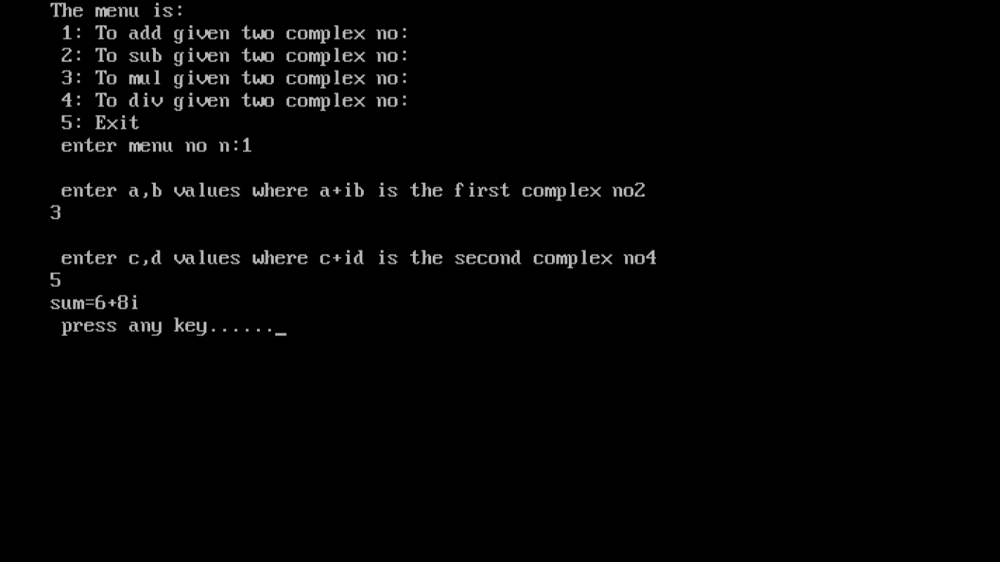 The menu is:
1: To add given two complex no:
2: To sub given two complex no:
3: To mul given two complex no:
4: To div given two complex no:
5: Exit
enter menu no n:1
enter a,b values where a+ib is the first complex no2
3
enter c,d values where c+id is the second complex no4
5
sum=6+8i
press any key......_